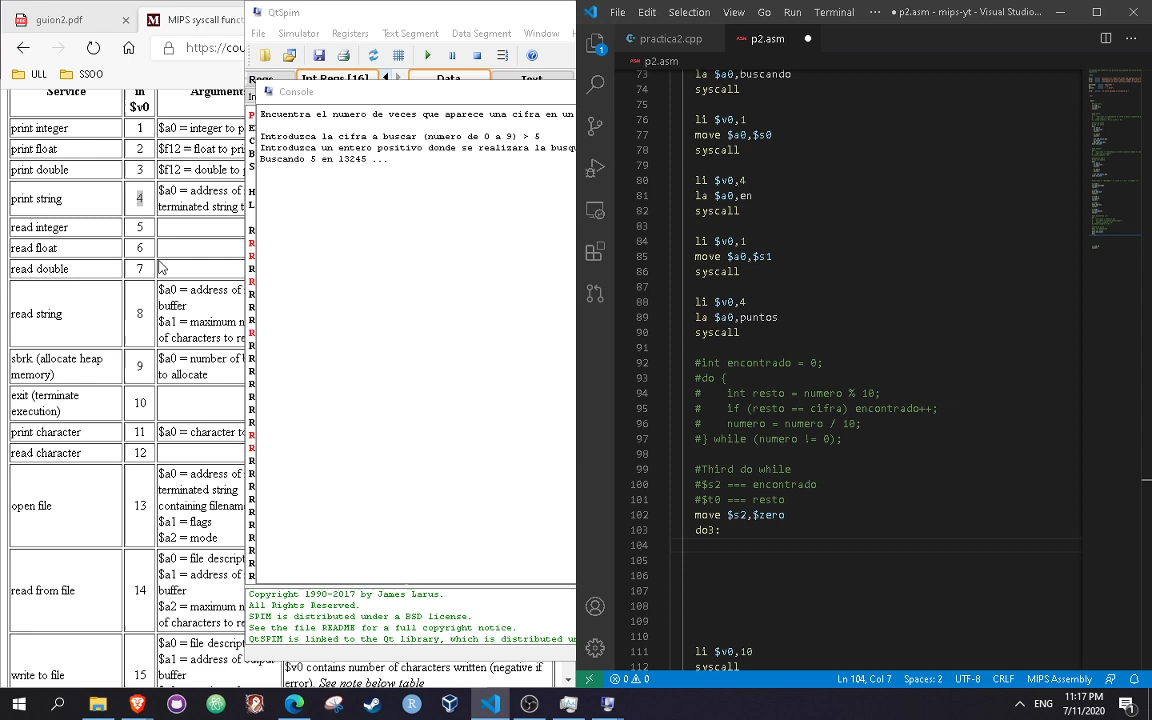 guion2.pdf
MIPS syscall funct
https://cou
ULL
SSOO
Service
in
$v0
Argument
print integer 1 $a0 = integer to p
print float 2 $f12 = float to pri
print double 3 $f12 = double to
print string 4 $a0 = address of
terminated string t
read integer 5
read float 6
read double 7
read string 8 $a0 = address of
buffer
$a1 = maximum n
of characters to re
sbrk (allocate heap
memory) 9 $a0 = number of b
to allocate
exit (terminate
execution) 10
print character 11 $a0 = character to
read character 12
open file 13 $a0 = address of
terminated string
containing filenam
$a1 = flags
$a2 = mode
read from file 14 $a0 = file descript
$a1 = address of
buffer
$a2 = maximum n
of characters to re
write to file 15 $a0 = file descript
$a1 = address of output
buffer
$v0 contains number of characters written (negative if
error). See note below table
QtSpim
File Simulator Registers Text Segment Data Segment Window
Regs Int Regs [16] Data Text
Console
Encuentra el numero de veces que aparece una cifra en un
Introduzca la cifra a buscar (numero de 0 a 9) > 5
Introduzca un entero positivo donde se realizara la busq
Buscando 5 en 13245 ...
Copyright 1990-2017 by James Larus.
All Rights Reserved.
SPIM is distributed under a BSD license.
See the file README for a full copyright notice.
QtSPIM is linked to the Qt library, which is distributed un
File Edit Selection View Go Run Terminal ··· • p2.asm - mips-yt - Visual Studio...
practica2.cpp
p2.asm
p2.asm
73 la $a0,buscando
74 syscall
75
76 li $v0,1
77 move $a0,$s0
78 syscall
79
80 li $v0,4
81 la $a0,en
82 syscall
83
84 li $v0,1
85 move $a0,$s1
86 syscall
87
88 li $v0,4
89 la $a0,puntos
90 syscall
91
92 #int encontrado = 0;
93 #do {
94 # int resto = numero % 10;
95 # if (resto == cifra) encontrado++;
96 # numero = numero / 10;
97 #} while (numero != 0);
98
99 #Third do while
100 #$s2 === encontrado
101 #$t0 === resto
102 move $s2,$zero
103 do3:
104
105
106
107
108
109
110
111 li $v0,10
112 syscall
0 0 Ln 104, Col 7 Spaces: 2 UTF-8 CRLF MIPS Assembly
ENG
11:17 PM
7/11/2020